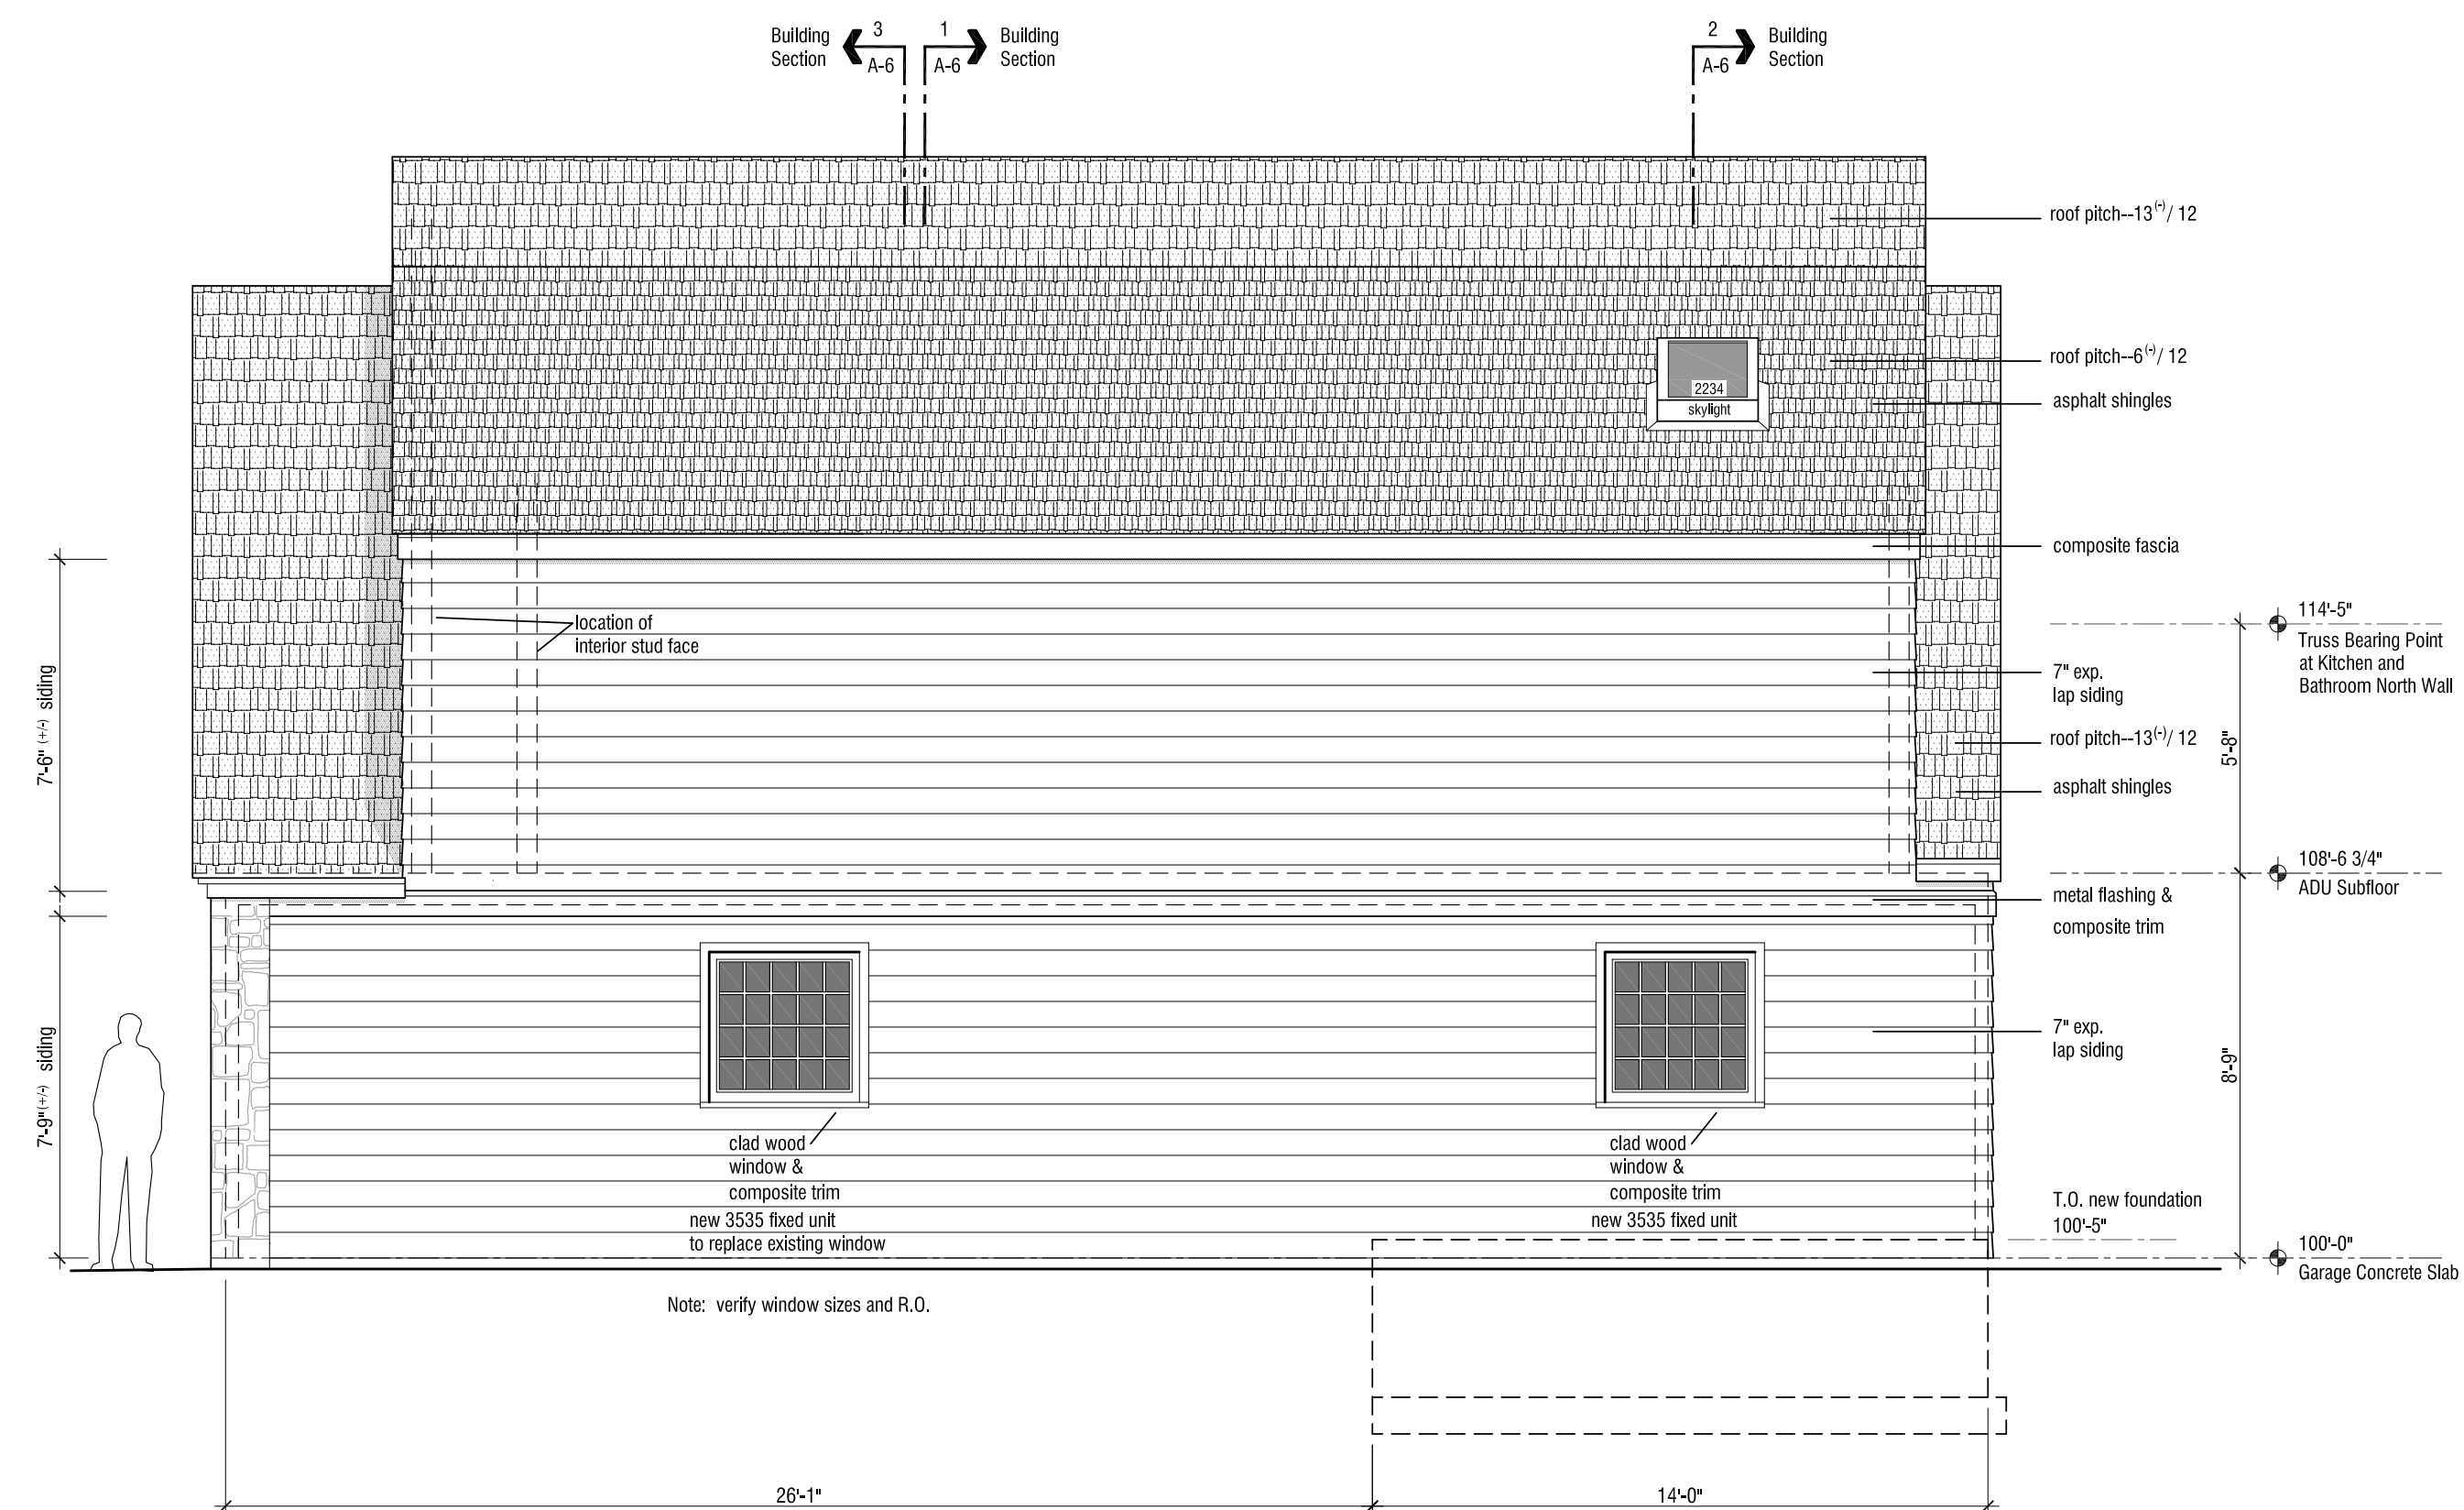 Building
Section
3
A-6
1
A-6
Building
Section
2
A-6
Building
Section
roof pitch--13(-)/ 12
roof pitch--6(-)/ 12
asphalt shingles
2234
skylight
composite fascia
114'-5"
Truss Bearing Point
at Kitchen and
Bathroom North Wall
location of
interior stud face
7" exp.
lap siding
7'-6" (+/-) siding
roof pitch--13(-)/ 12
5'-8"
asphalt shingles
108'-6 3/4"
ADU Subfloor
metal flashing &
composite trim
7" exp.
lap siding
7'-9" (+/-) siding
8'-9"
clad wood
window &
composite trim
new 3535 fixed unit
to replace existing window
clad wood
window &
composite trim
new 3535 fixed unit
T.O. new foundation
100'-5"
100'-0"
Garage Concrete Slab
Note: verify window sizes and R.O.
26'-1"
14'-0"